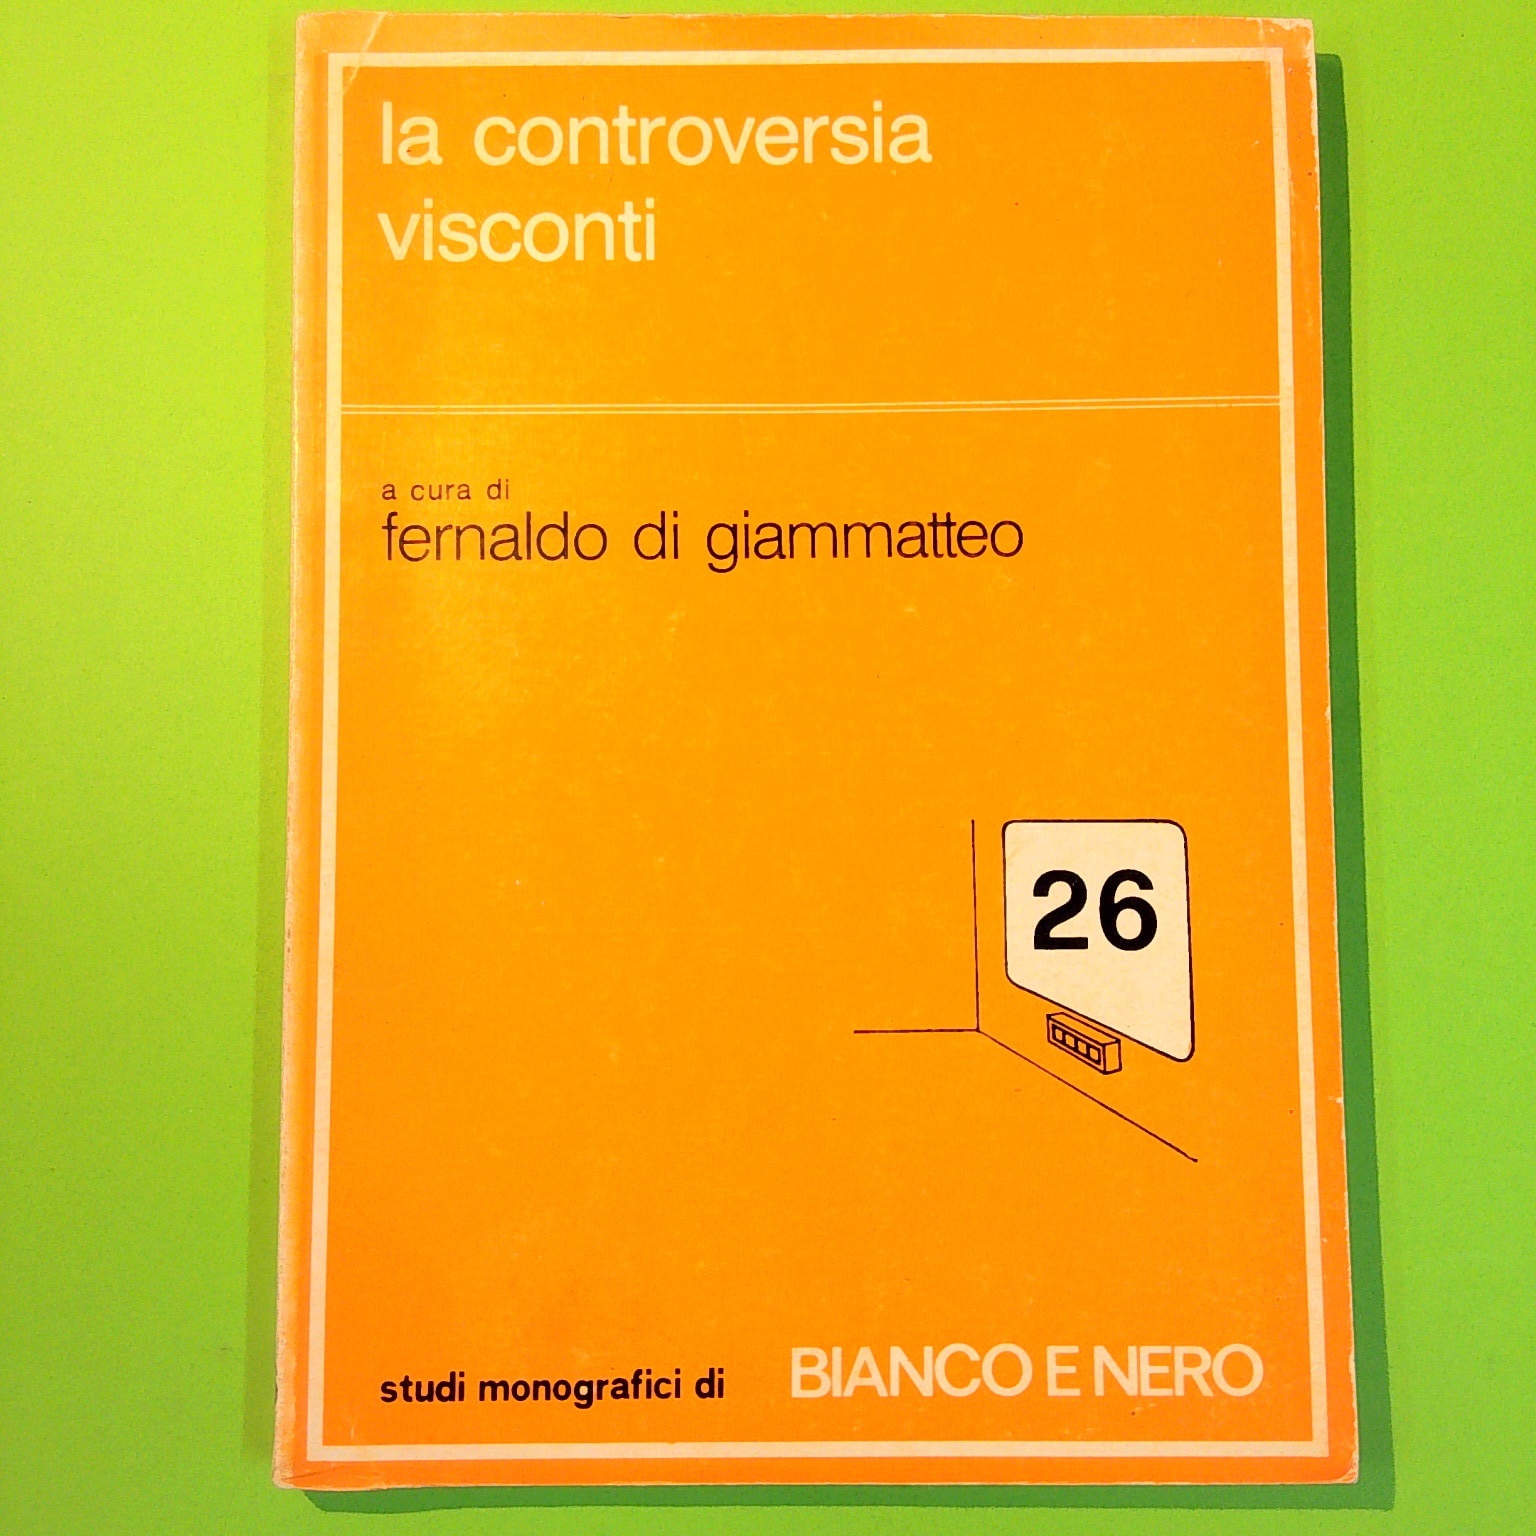 la controversia
visconti
a cura di
fernaldo di giammatteo
26
studi monografici di BIANCO E NERO